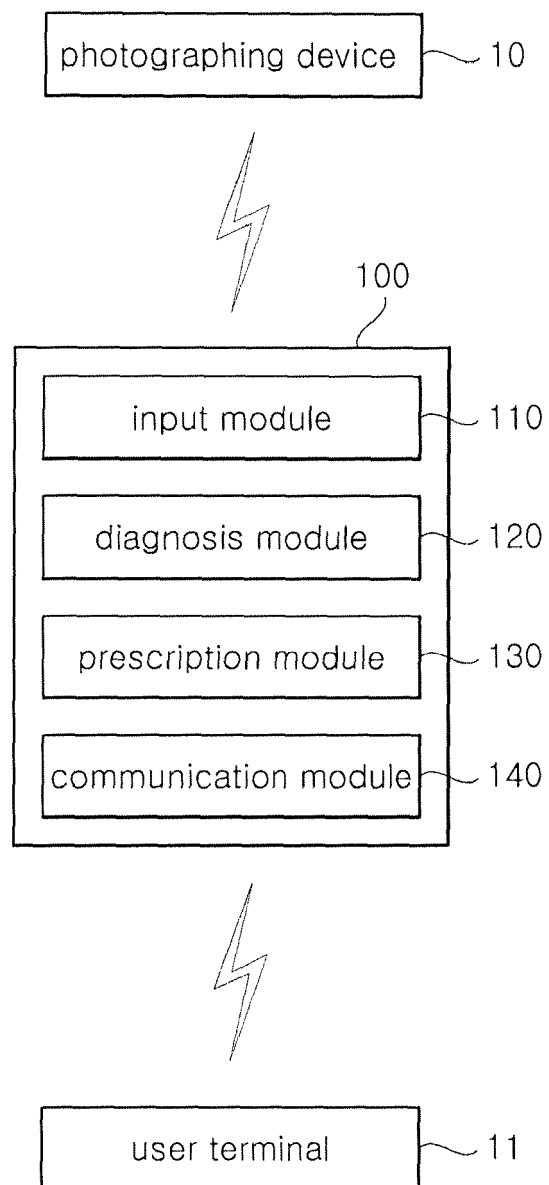 photographing device 10
100
input module 110
diagnosis module 120
prescription module 130
communication module 140
user terminal 11